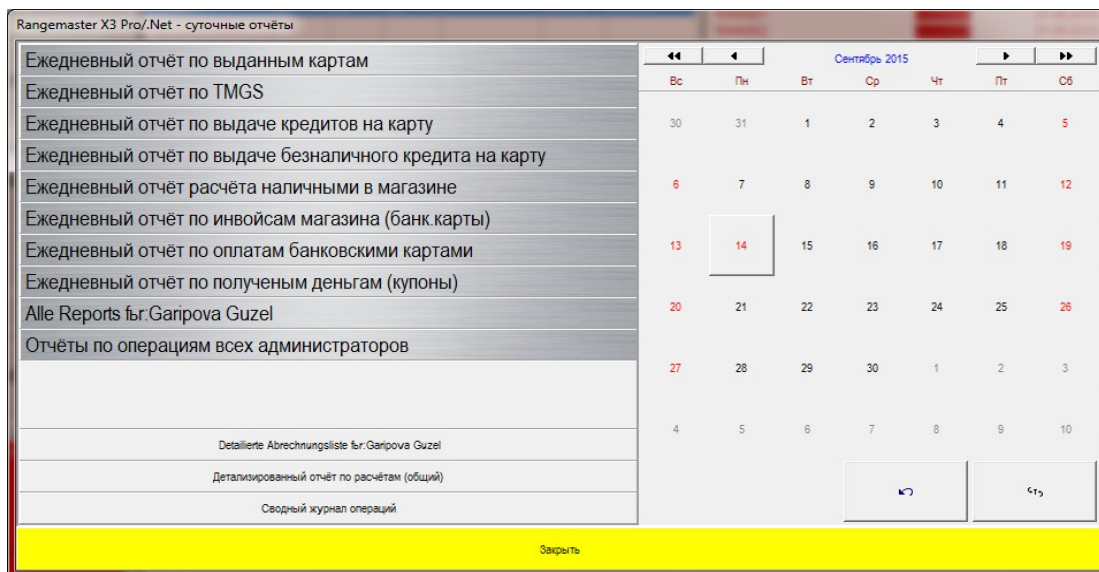 Rangemaster X3 Pro/.Net - суточные отчёты
Ежедневный отчёт по выданным картам
Ежедневный отчёт по TMGS
Ежедневный отчёт по выдаче кредитов на карту
Ежедневный отчёт по выдаче безналичного кредита на карту
Ежедневный отчёт расчёта наличными в магазине
Ежедневный отчёт по инвойсам магазина (банк.карты)
Ежедневный отчёт по оплатам банковскими картами
Ежедневный отчёт по полученым деньгам (купоны)
Alle Reports ѓьr:Garipova Guzel
Отчёты по операциям всех администраторов
Detailierte Abrechnungsliste ѓьr:Garipova Guzel
Детализированный отчёт по расчётам (общий)
Сводный журнал операций
Сентябрь 2015
Вс Пн Вт Ср Чт Пт Сб
30 31 1 2 3 4 5
6 7 8 9 10 11 12
13 14 15 16 17 18 19
20 21 22 23 24 25 26
27 28 29 30 1 2 3
4 5 6 7 8 9 10
Закрыть